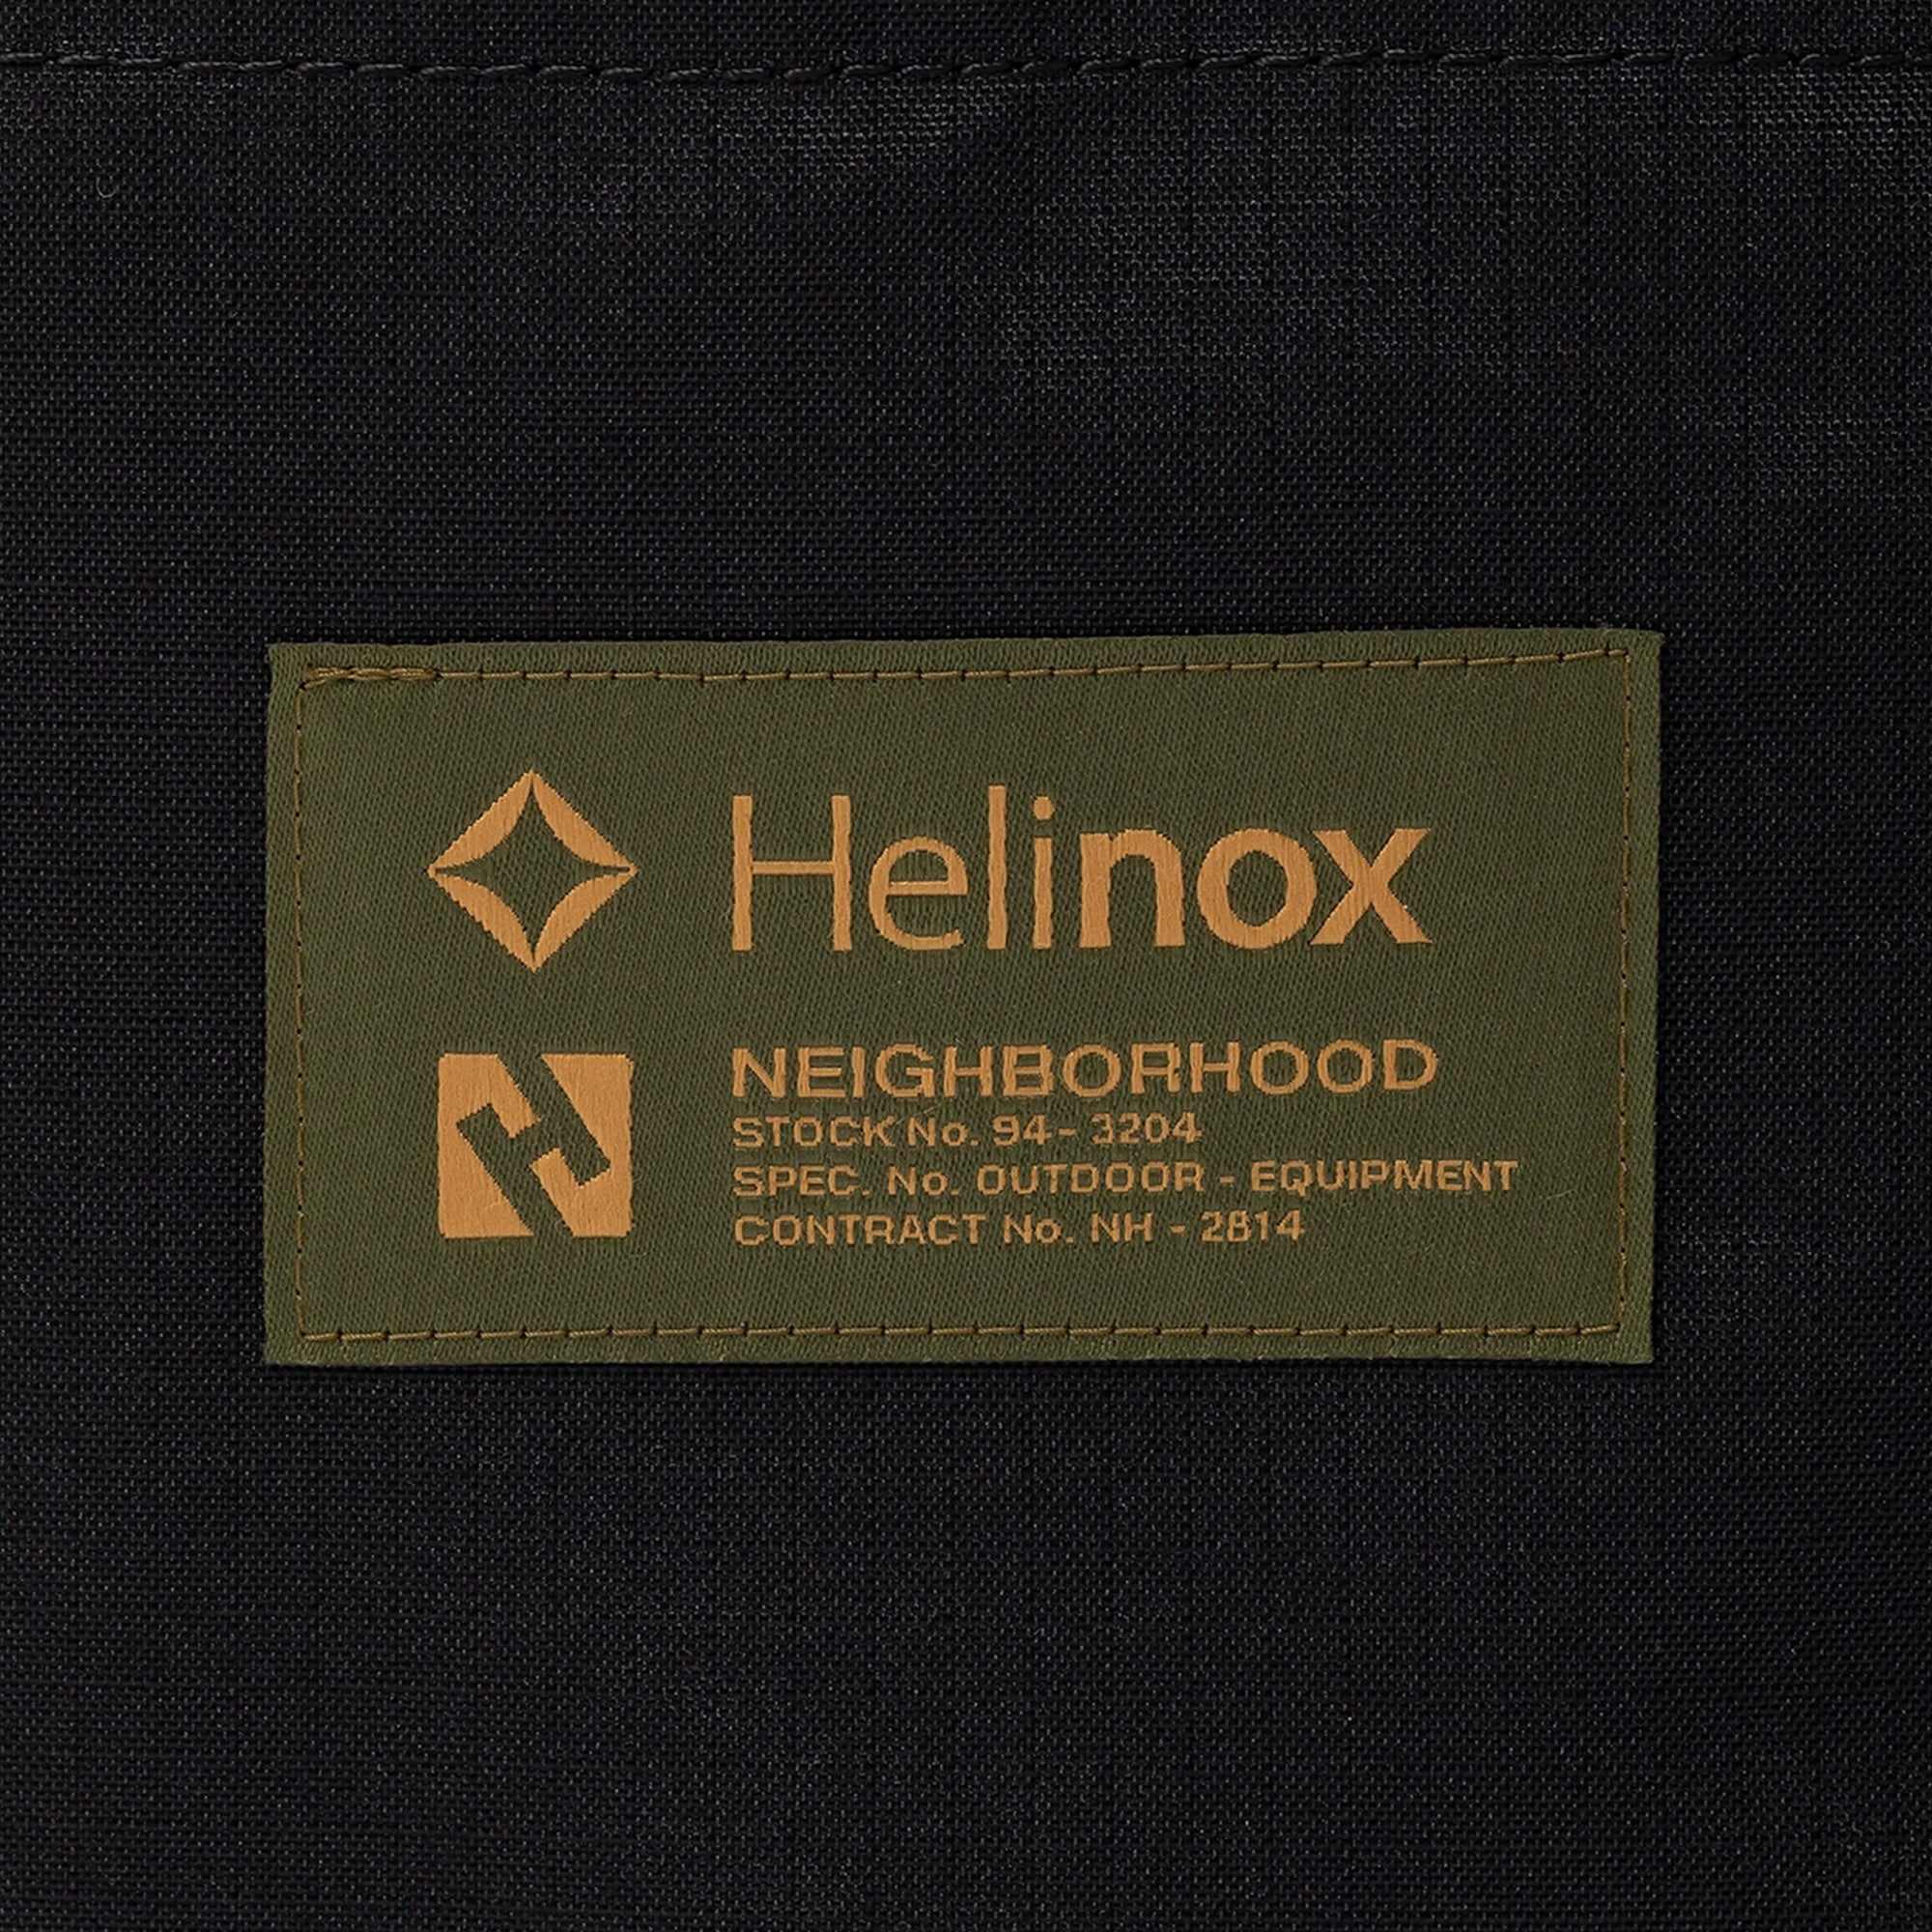 Helinox
NEIGHBORHOOD
STOCK No. 94- 3204
SPEC. No. OUTDOOR - EQUIPMENT
CONTRACT No. NH - 2814